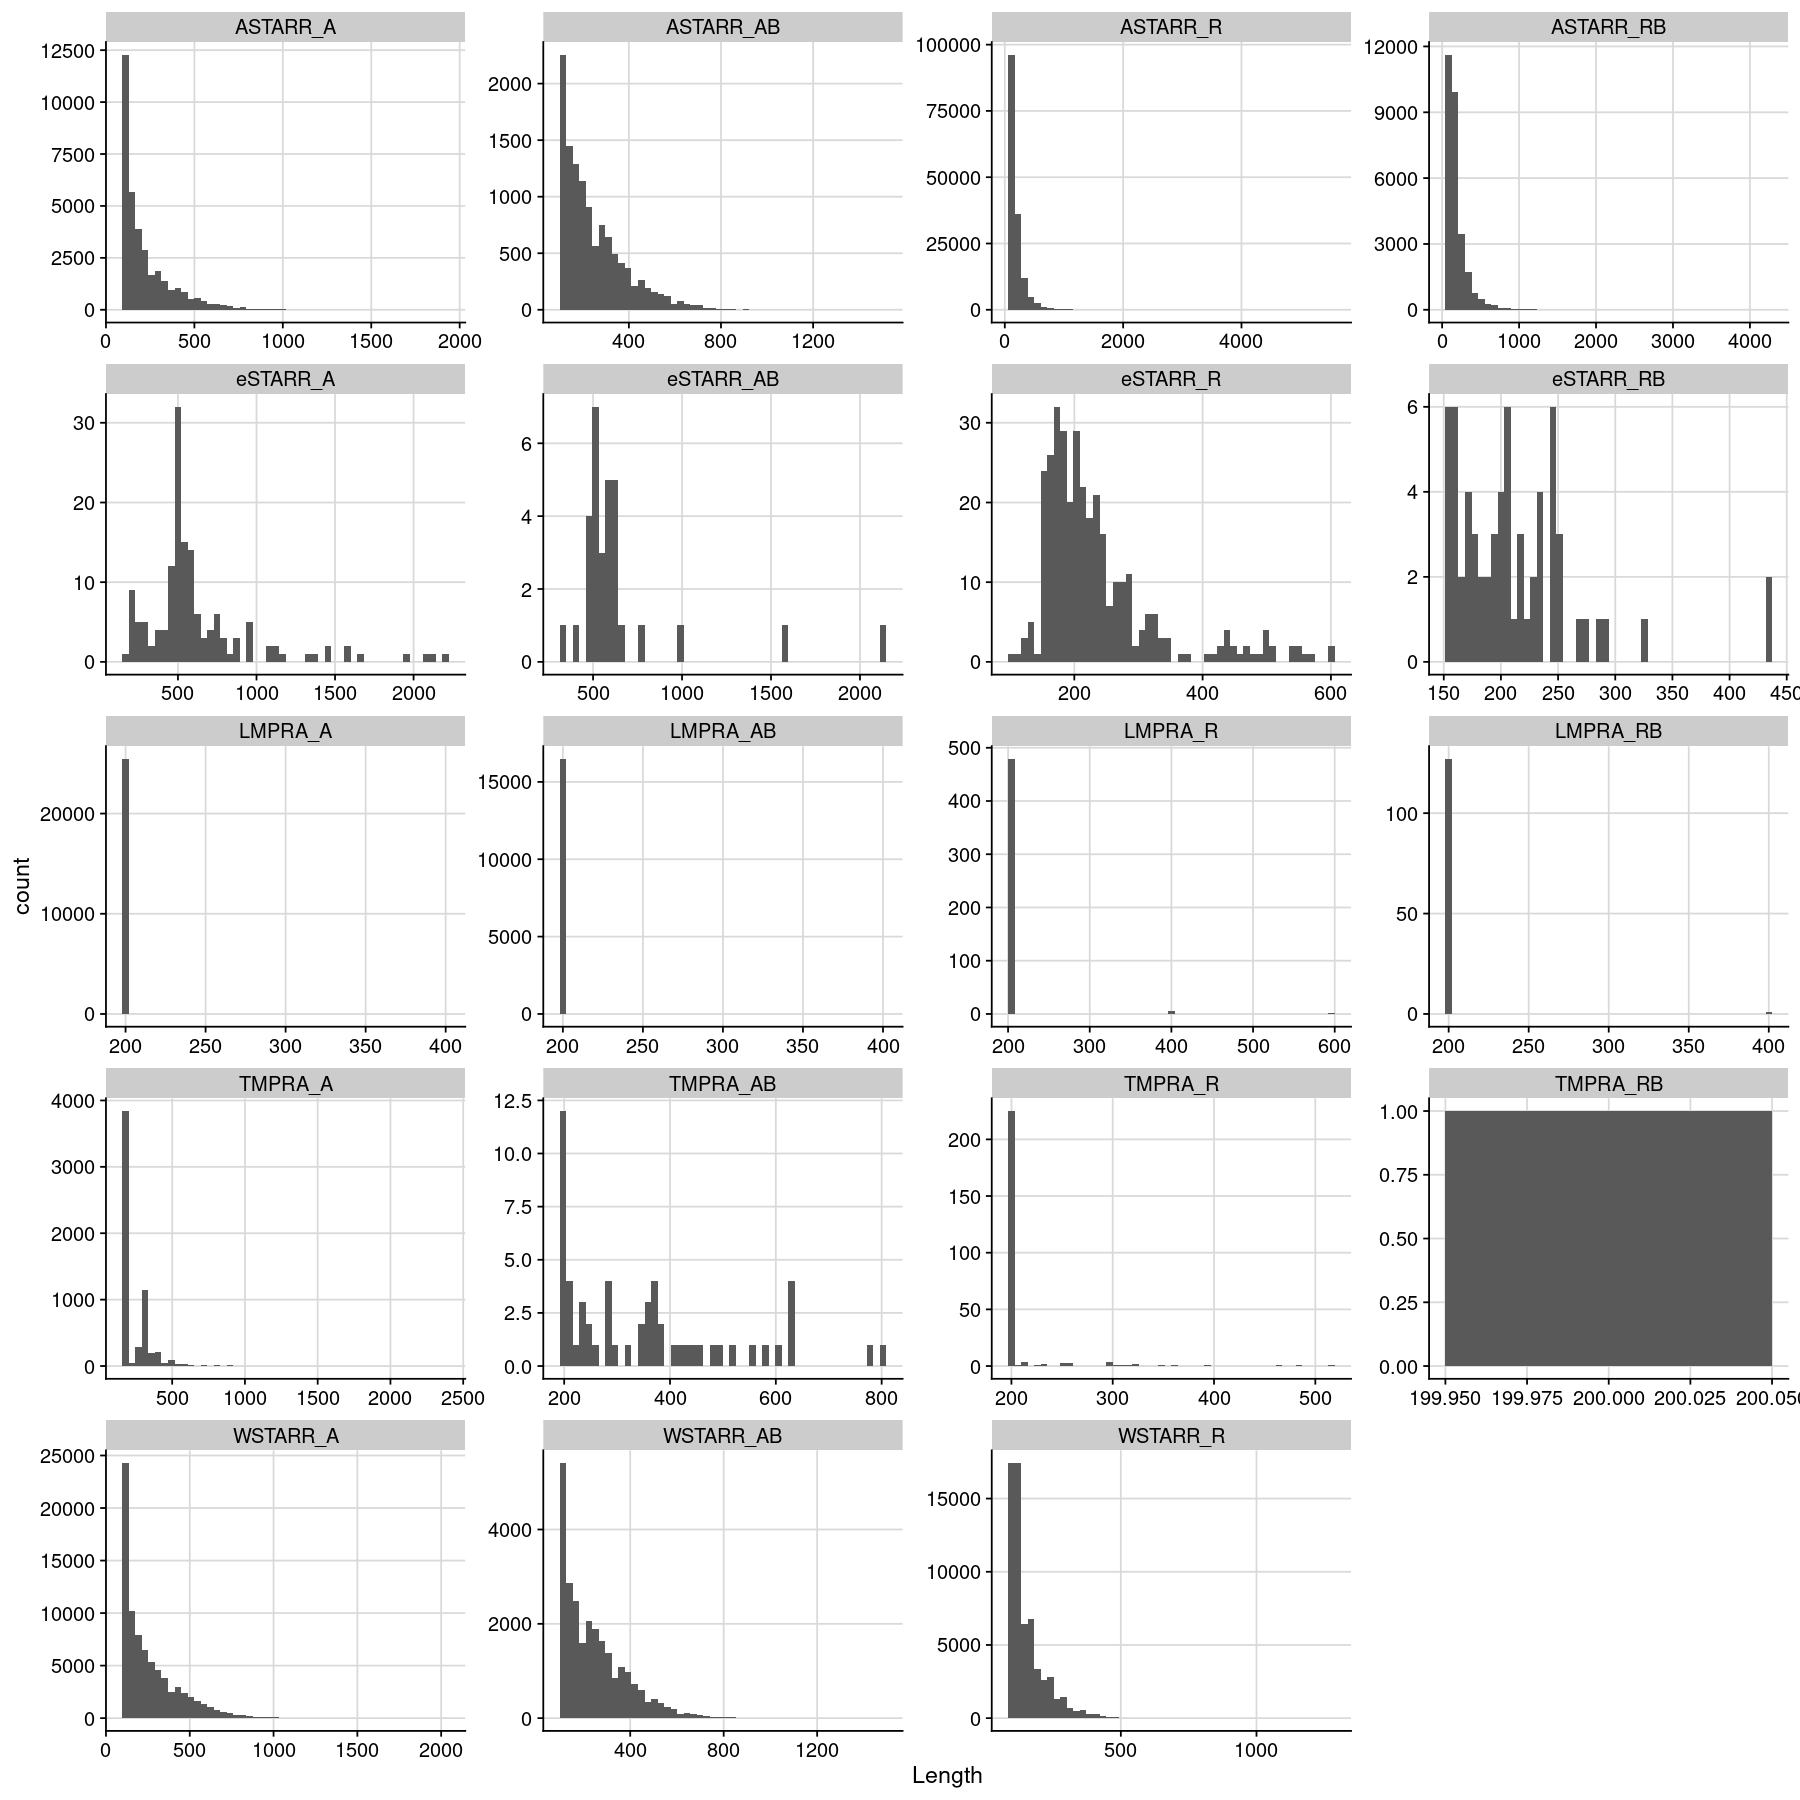 ASTARR_A ASTARR_AB ASTARR_R ASTARR_RB
12500 10000 7500 5000 2500 0
0 500 1000 1500 2000
2000 1500 1000 500 0
400 800 1200
100000 75000 50000 25000 0
0 2000 4000
12000 9000 6000 3000 0
0 1000 2000 3000 4000
eSTARR_A eSTARR_AB eSTARR_R eSTARR_RB
30 20 10 0
500 1000 1500 2000
6 4 2 0
500 1000 1500 2000
30 20 10 0
200 400 600
6 4 2 0
150 200 250 300 350 400 450
LMPRA_A LMPRA_AB LMPRA_R LMPRA_RB
count
20000 10000 0
200 250 300 350 400
15000 10000 5000 0
200 250 300 350 400
500 400 300 200 100 0
200 300 400 500 600
100 50 0
200 250 300 350 400
TMPRA_A TMPRA_AB TMPRA_R TMPRA_RB
4000 3000 2000 1000 0
500 1000 1500 2000 2500
12.5 10.0 7.5 5.0 2.5 0.0
200 400 600 800
200 150 100 50 0
200 300 400 500
1.00 0.75 0.50 0.25 0.00
199.950 199.975 200.000 200.025 200.050
WSTARR_A WSTARR_AB WSTARR_R
25000 20000 15000 10000 5000 0
0 500 1000 1500 2000
4000 2000 0
400 800 1200
15000 10000 5000 0
500 1000
Length